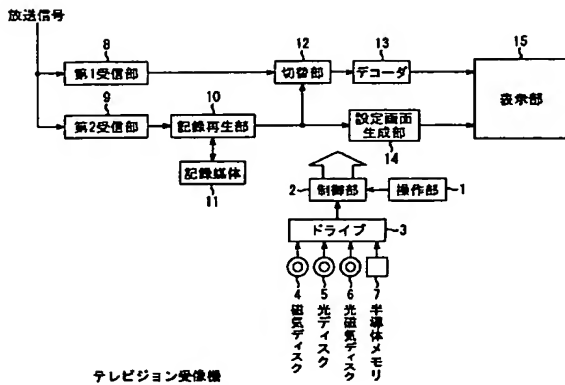 放送信号
8
第1受信部
12
切替部
13
デコーダ
15
表示部
9
第2受信部
10
記録再生部
設定画面
生成部
14
記録媒体
11
2
制御部
操作部
1
ドライブ
3
4
磁気ディスク
5
光ディスク
6
光磁気ディスク
7
半導体メモリ
テレビジョン受像機